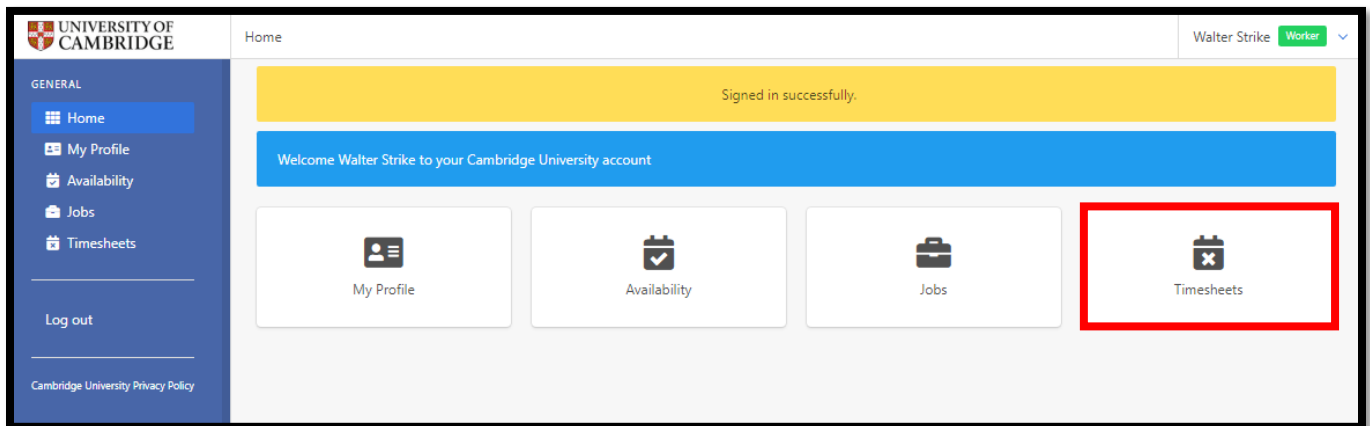 UNIVERSITY OF
CAMBRIDGE
Home
Walter Strike Worker
GENERAL
Home
My Profile
Availability
Jobs
Timesheets
Log out
Cambridge University Privacy Policy
Signed in successfully.
Welcome Walter Strike to your Cambridge University account
My Profile
Availability
Jobs
Timesheets